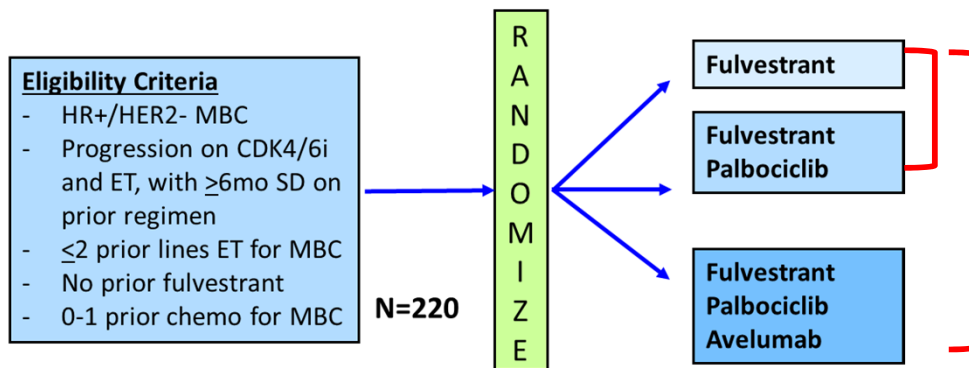 Eligibility Criteria
- HR+/HER2- MBC
- Progression on CDK4/6i
and ET, with ≥6mo SD on
prior regimen
- ≤2 prior lines ET for MBC
- No prior fulvestrant
- 0-1 prior chemo for MBC
N=220
R
A
N
D
O
M
I
Z
E
Fulvestrant
Fulvestrant
Palbociclib
Fulvestrant
Palbociclib
Avelumab